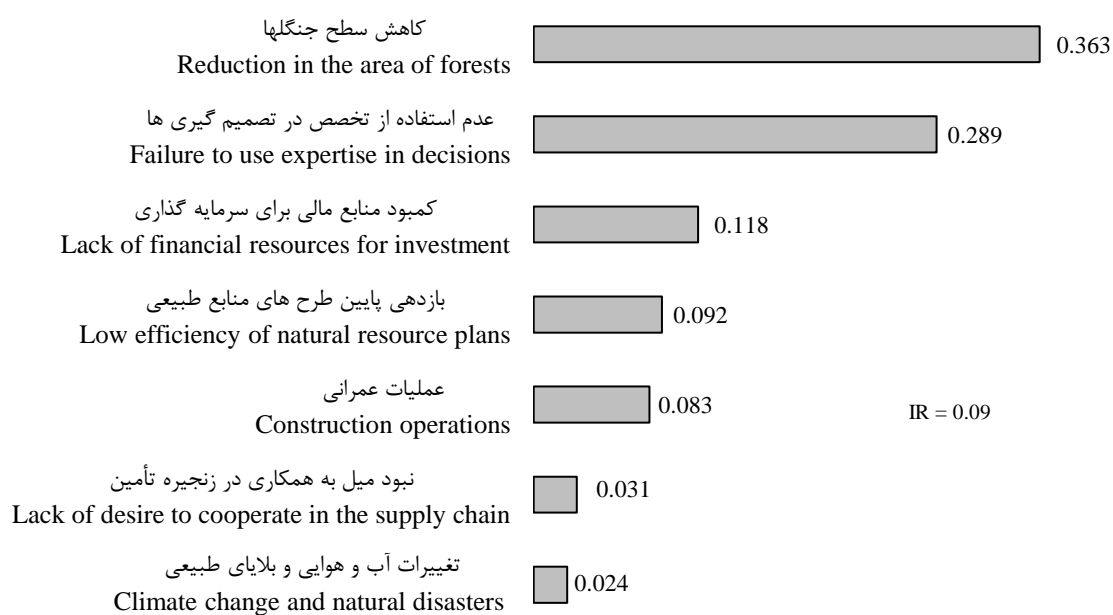 کاهش سطح جنگلها
Reduction in the area of forests
0.363
عدم استفاده از تخصص در تصمیم گیری ها
Failure to use expertise in decisions
0.289
کمبود منابع مالی برای سرمایه گذاری
Lack of financial resources for investment
0.118
بازدهی پایین طرح های منابع طبیعی
Low efficiency of natural resource plans
0.092
عملیات عمرانی
Construction operations
0.083
IR = 0.09
نبود میل به همکاری در زنجیره تأمین
Lack of desire to cooperate in the supply chain
0.031
تغییرات آب و هوایی و بلایای طبیعی
Climate change and natural disasters
0.024